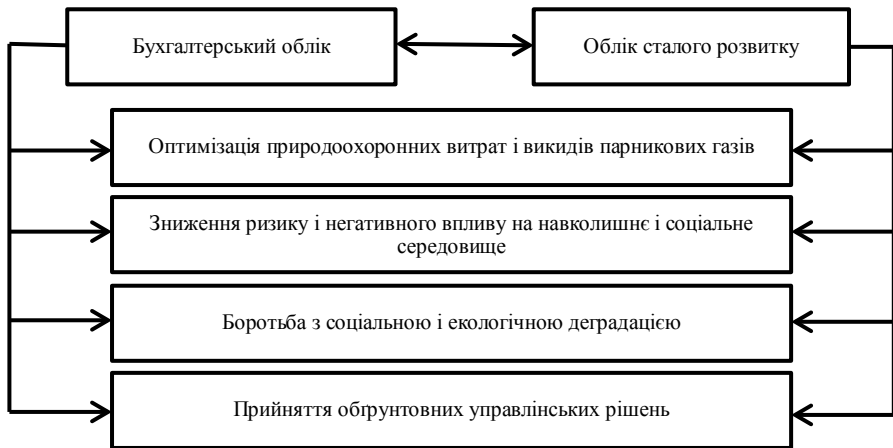 Бухгалтерський облік
Облік сталого розвитку
Оптимізація природоохоронних витрат і викидів парникових газів
Зниження ризику і негативного впливу на навколишнє і соціальне
середовище
Боротьба з соціальною і екологічною деградацією
Прийняття обґрунтовних управлінських рішень